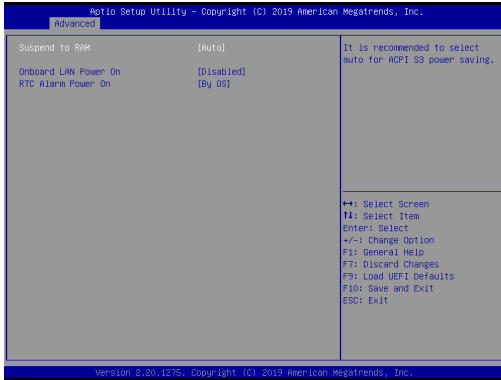 Aptio Setup Utility – Copyright (C) 2019 American Megatrends, Inc.
Advanced
Suspend to RAM [Auto]
Onboard LAN Power On [Disabled]
RTC Alarm Power On [By OS]
It is recommended to select
auto for ACPI S3 power saving.
↔: Select Screen
↑↓: Select Item
Enter: Select
+/-: Change Option
F1: General Help
F7: Discard Changes
F9: Load UEFI Defaults
F10: Save and Exit
ESC: Exit
Version 2.20.1275. Copyright (C) 2019 American Megatrends, Inc.